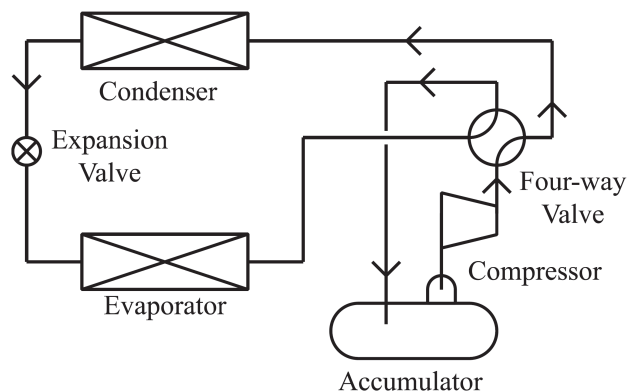 Condenser
Expansion
Valve
Four-way
Valve
Compressor
Evaporator
Accumulator